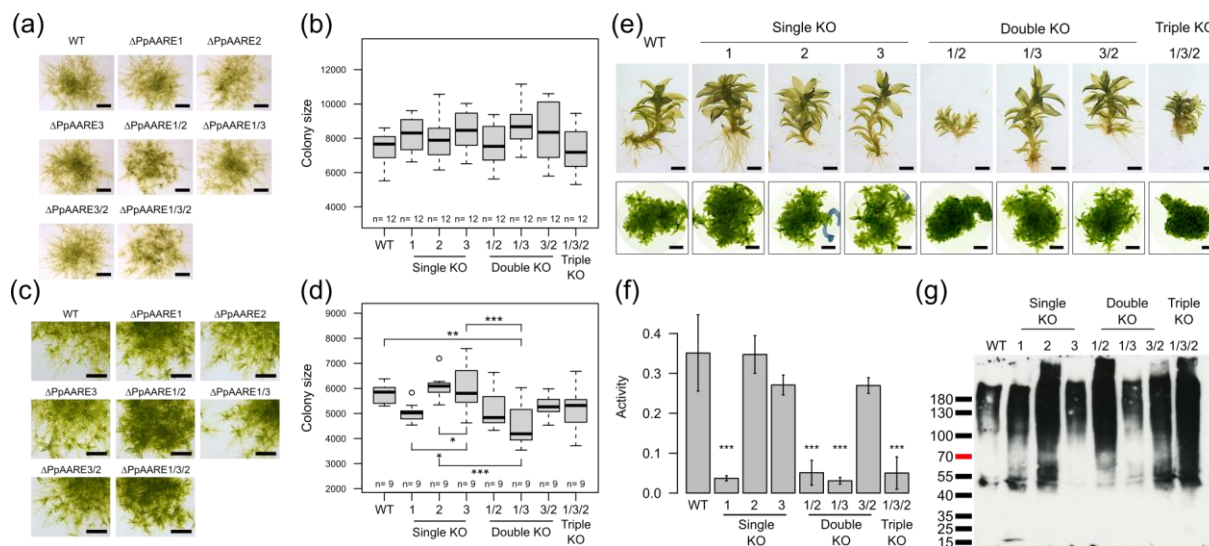 (a)
WT ΔPpAARE1 ΔPpAARE2
ΔPpAARE3 ΔPpAARE1/2 ΔPpAARE1/3
ΔPpAARE3/2 ΔPpAARE1/3/2
(b)
Colony size
12000
10000
8000
6000
4000
n= 12 n= 12 n= 12 n= 12 n= 12 n= 12 n= 12 n= 12
WT 1 2 3 1/2 1/3 3/2 1/3/2
Single KO Double KO Triple
KO
(c)
WT ΔPpAARE1 ΔPpAARE2
ΔPpAARE3 ΔPpAARE1/2 ΔPpAARE1/3
ΔPpAARE3/2 ΔPpAARE1/3/2
(d)
Colony size
9000
8000
7000
6000
5000
4000
3000
2000
***
**
*
*
***
n= 9 n= 9 n= 9 n= 9 n= 9 n= 9 n= 9 n= 9
WT 1 2 3 1/2 1/3 3/2 1/3/2
Single KO Double KO Triple
KO
(e)
Single KO Double KO Triple KO
WT 1 2 3 1/2 1/3 3/2 1/3/2
(f)
Activity
0.4
0.3
0.2
0.1
0.0
*** *** *** ***
WT 1 2 3 1/2 1/3 3/2 1/3/2
Single Double Triple
KO KO KO
(g)
Single Double Triple
KO KO KO
WT 1 2 3 1/2 1/3 3/2 1/3/2
180
130
100
70
55
40
35
25
15